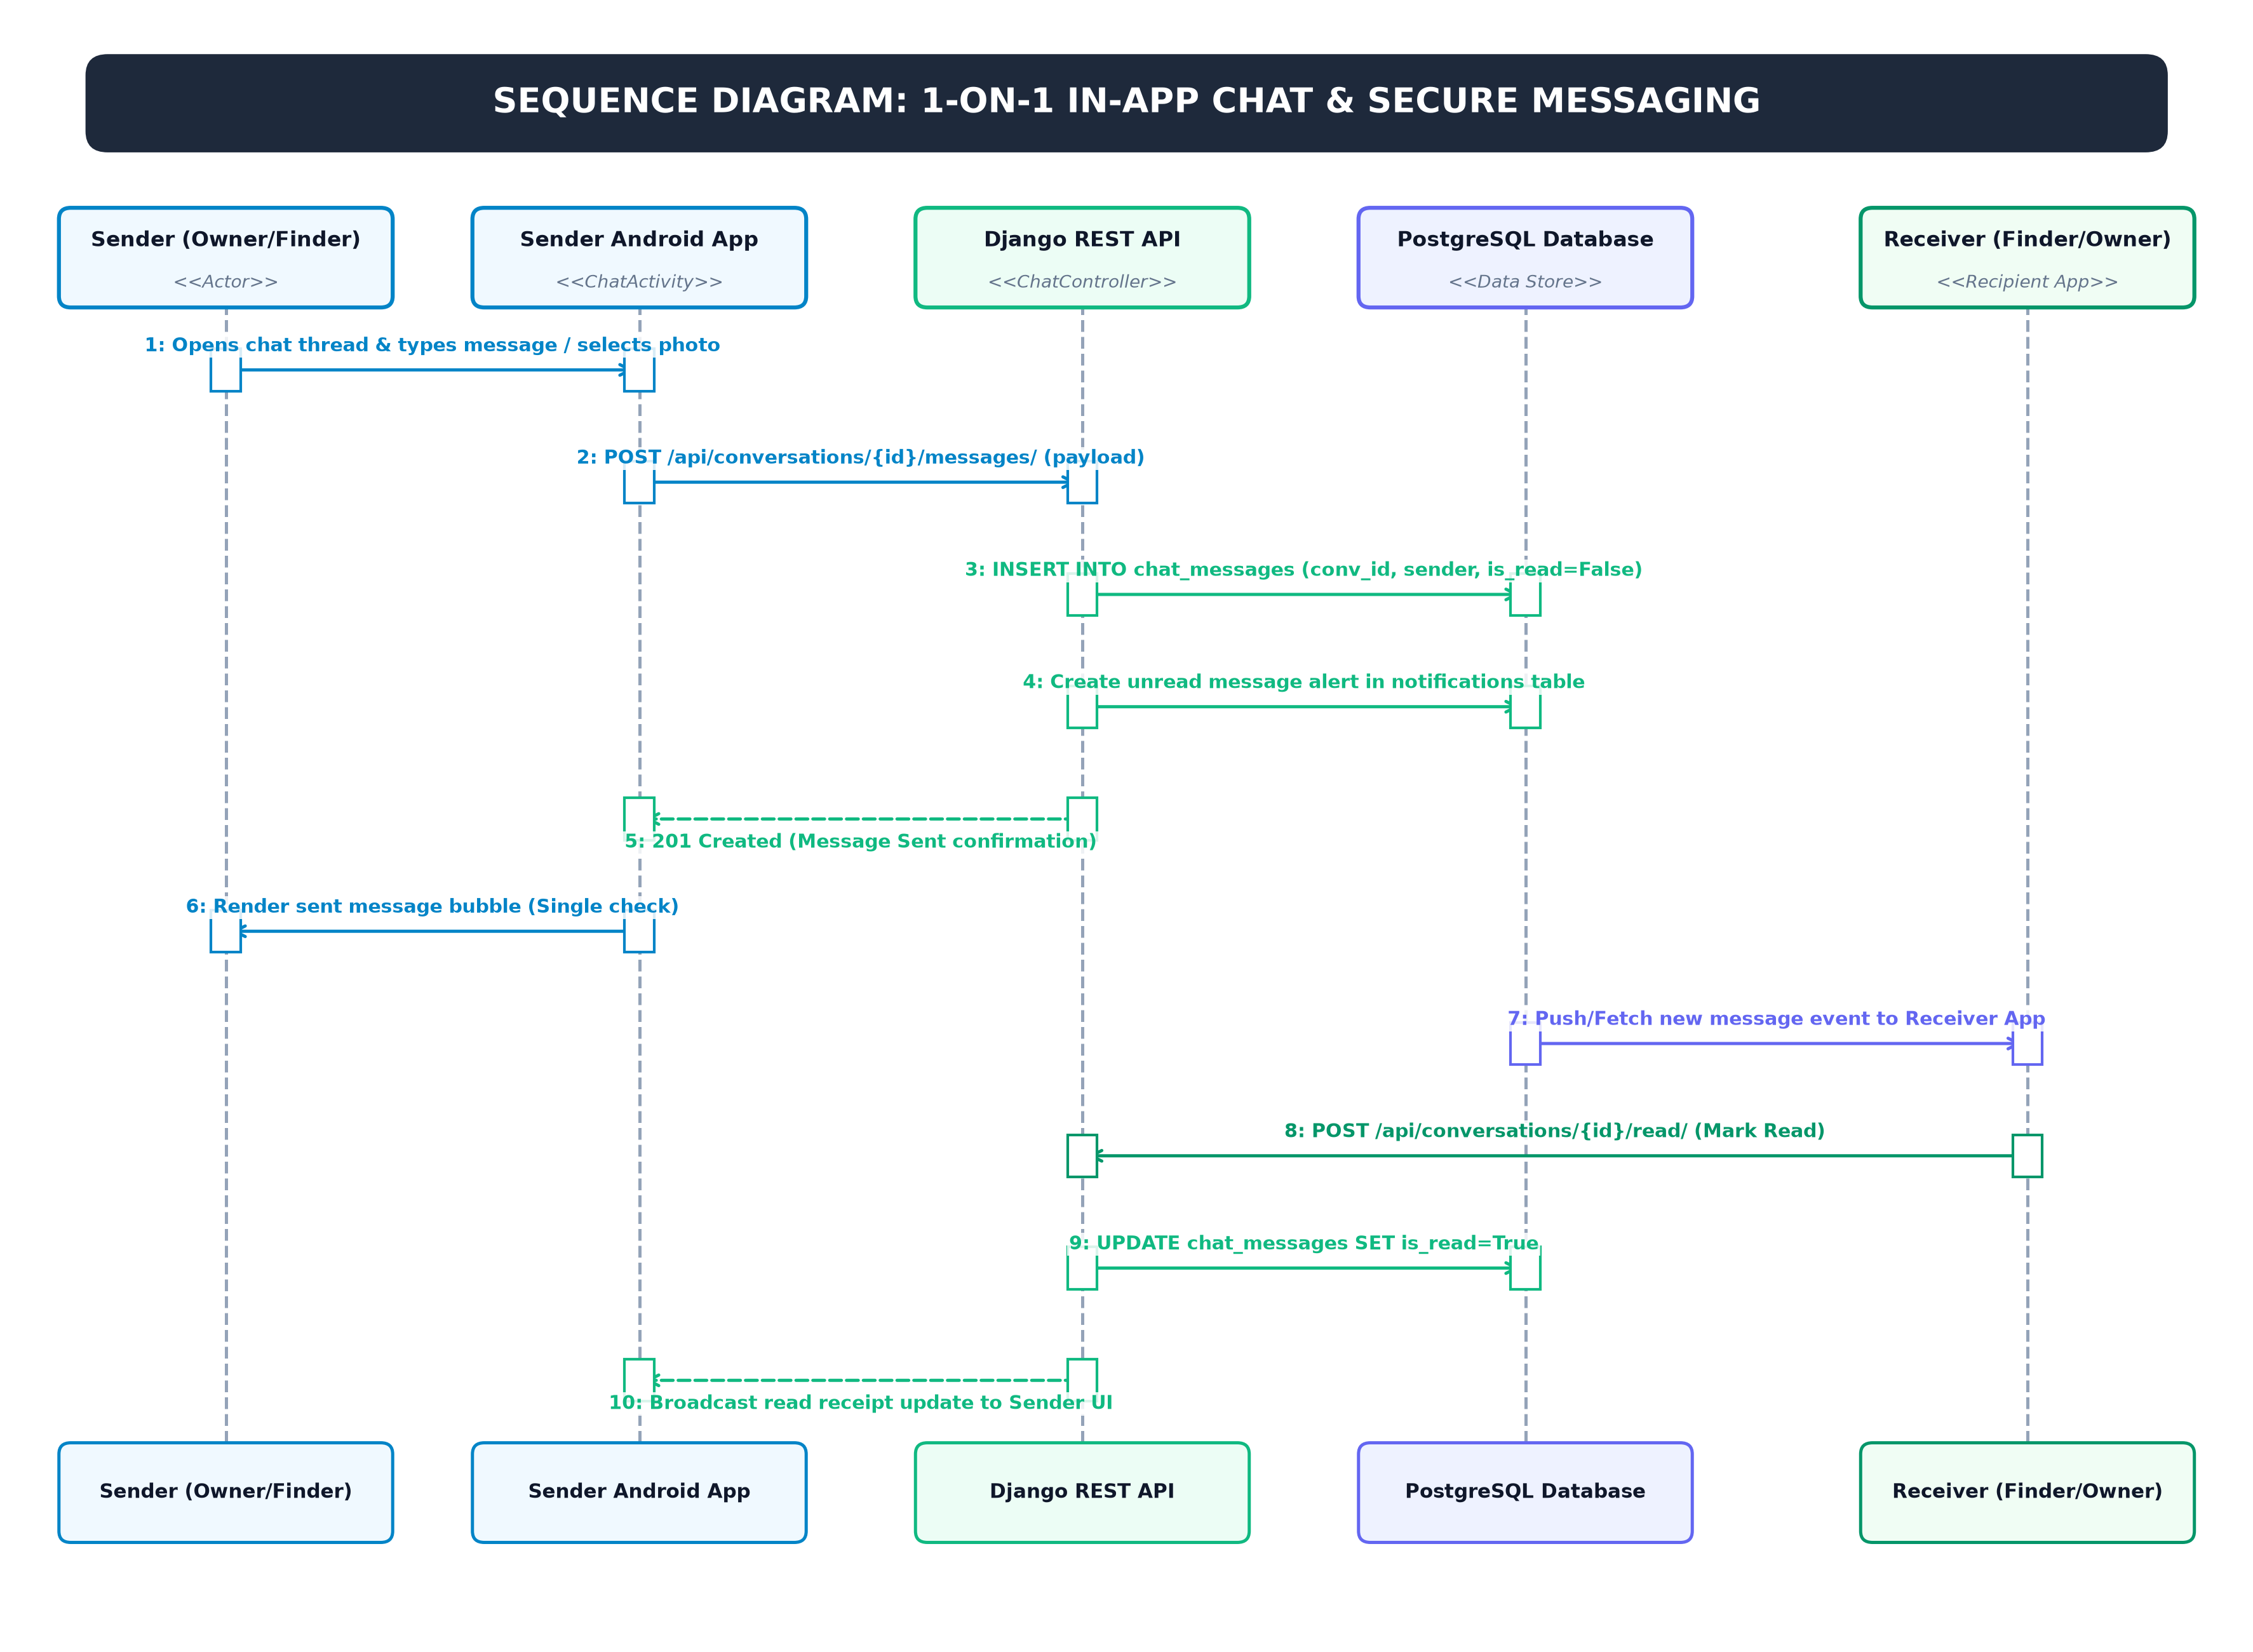 SEQUENCE DIAGRAM: 1-ON-1 IN-APP CHAT & SECURE MESSAGING
Sender (Owner/Finder)
<<Actor>>
Sender Android App
<<ChatActivity>>
Django REST API
<<ChatController>>
PostgreSQL Database
<<Data Store>>
Receiver (Finder/Owner)
<<Recipient App>>
1: Opens chat thread & types message / selects photo
2: POST /api/conversations/{id}/messages/ (payload)
3: INSERT INTO chat_messages (conv_id, sender, is_read=False)
4: Create unread message alert in notifications table
5: 201 Created (Message Sent confirmation)
6: Render sent message bubble (Single check)
7: Push/Fetch new message event to Receiver App
8: POST /api/conversations/{id}/read/ (Mark Read)
9: UPDATE chat_messages SET is_read=True
10: Broadcast read receipt update to Sender UI
Sender (Owner/Finder)
Sender Android App
Django REST API
PostgreSQL Database
Receiver (Finder/Owner)